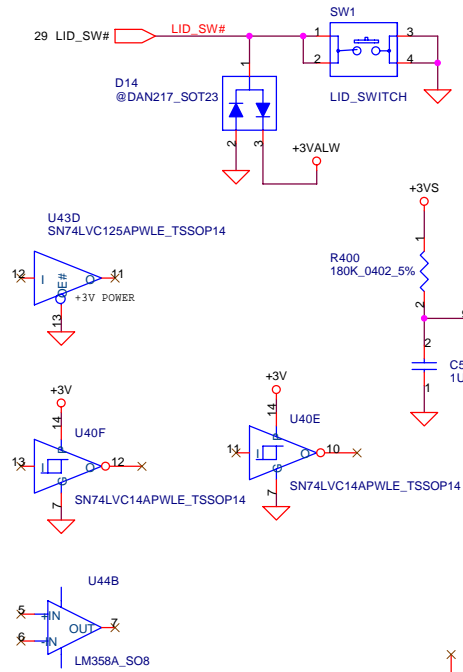 SW1
29 LID_SW#
LID_SW#
1
2
3
4
LID_SWITCH
D14
@DAN217_SOT23
1
2
3
+3VALW
+3VS
U43D
SN74LVC125APWLE_TSSOP14
12
I
OE#
O
11
+3V POWER
13
R400
180K_0402_5%
1
2
2
1
C5
1U
+3V
14
U40F
13
I
P
G
O
12
SN74LVC14APWLE_TSSOP14
7
+3V
14
U40E
11
I
P
G
O
10
SN74LVC14APWLE_TSSOP14
7
U44B
5
+IN
6
-IN
OUT
7
LM358A_SO8